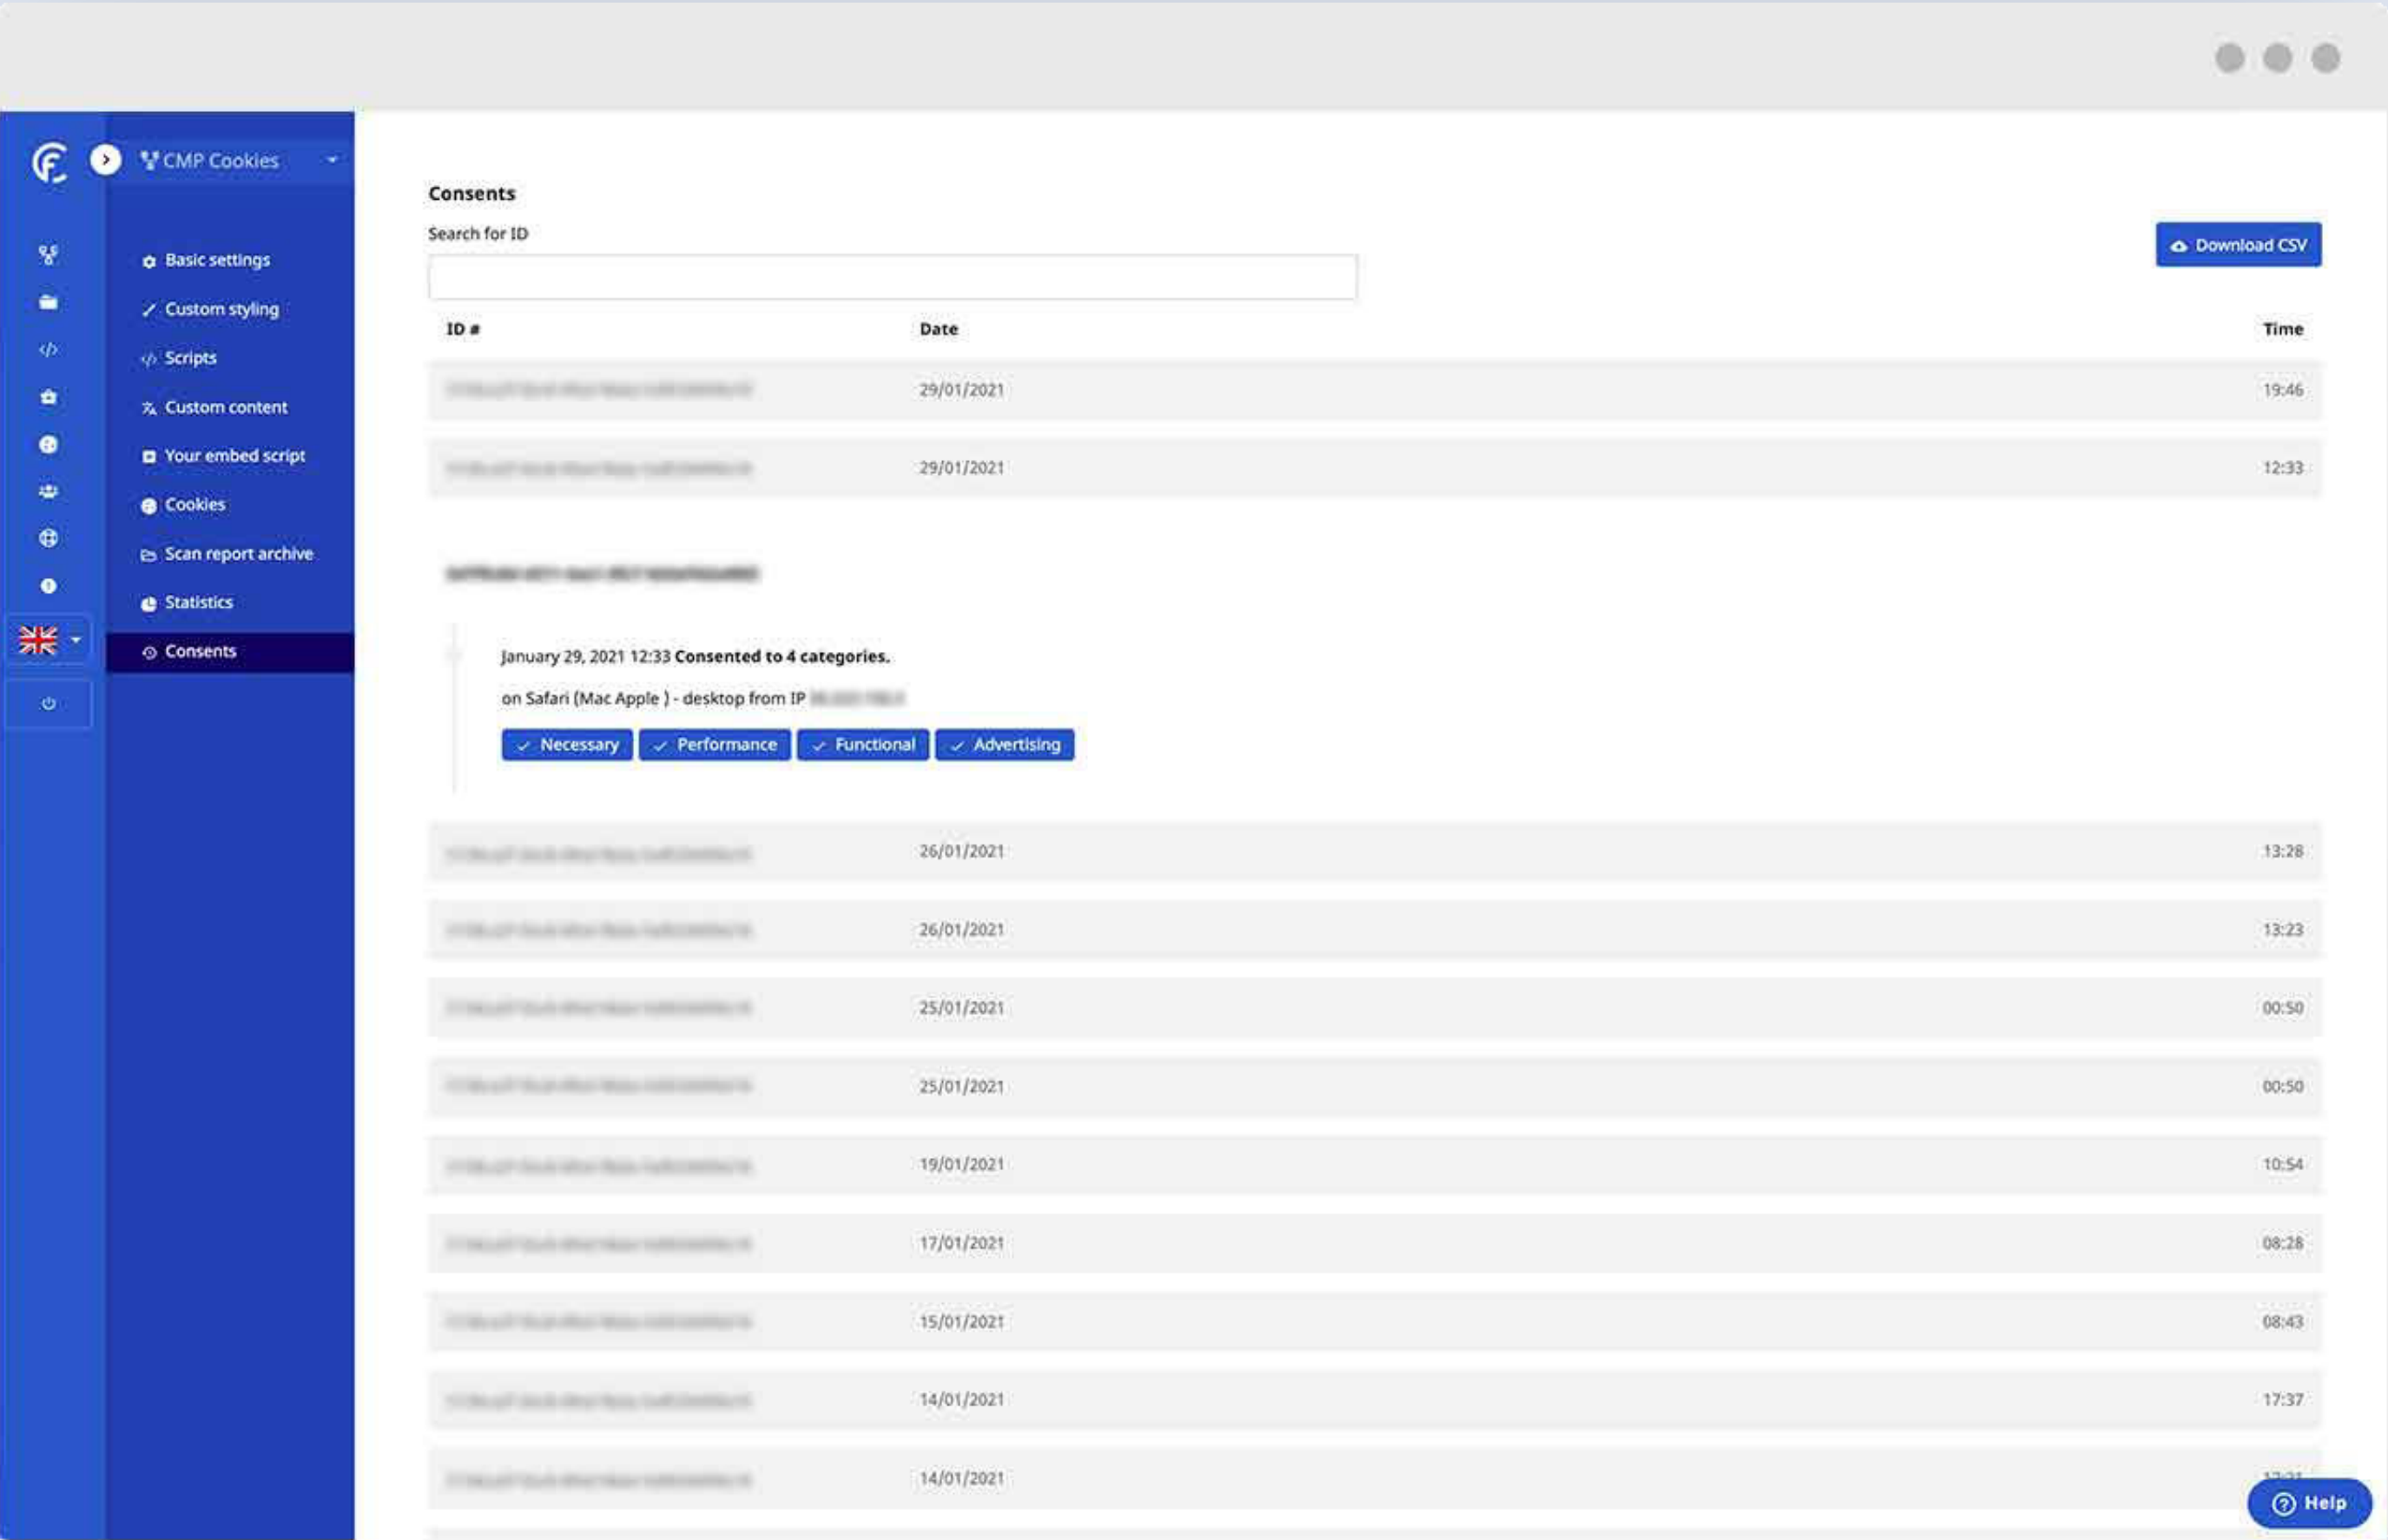 CMP Cookies
Basic settings
Custom styling
Scripts
Custom content
Your embed script
Cookies
Scan report archive
Statistics
Consents
Consents
Search for ID
Download CSV
ID # Date Time
29/01/2021 19:46
29/01/2021 12:33
January 29, 2021 12:33 Consented to 4 categories.
on Safari (Mac Apple ) - desktop from IP
Necessary Performance Functional Advertising
26/01/2021 13:28
26/01/2021 13:23
25/01/2021 00:50
25/01/2021 00:50
19/01/2021 10:54
17/01/2021 08:28
15/01/2021 08:43
14/01/2021 17:37
14/01/2021
Help